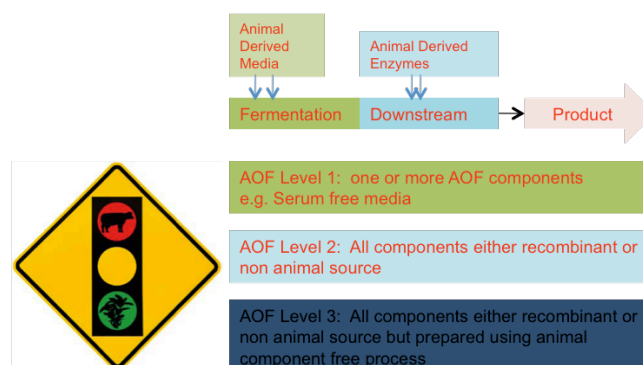 Animal
Derived
Media
Animal Derived
Enzymes
Fermentation
Downstream
Product
AOF Level 1:  one or more AOF components
e.g. Serum free media
AOF Level 2:  All components either recombinant or
non animal source
AOF Level 3:  All components either recombinant or
non animal source but prepared using animal
component free process